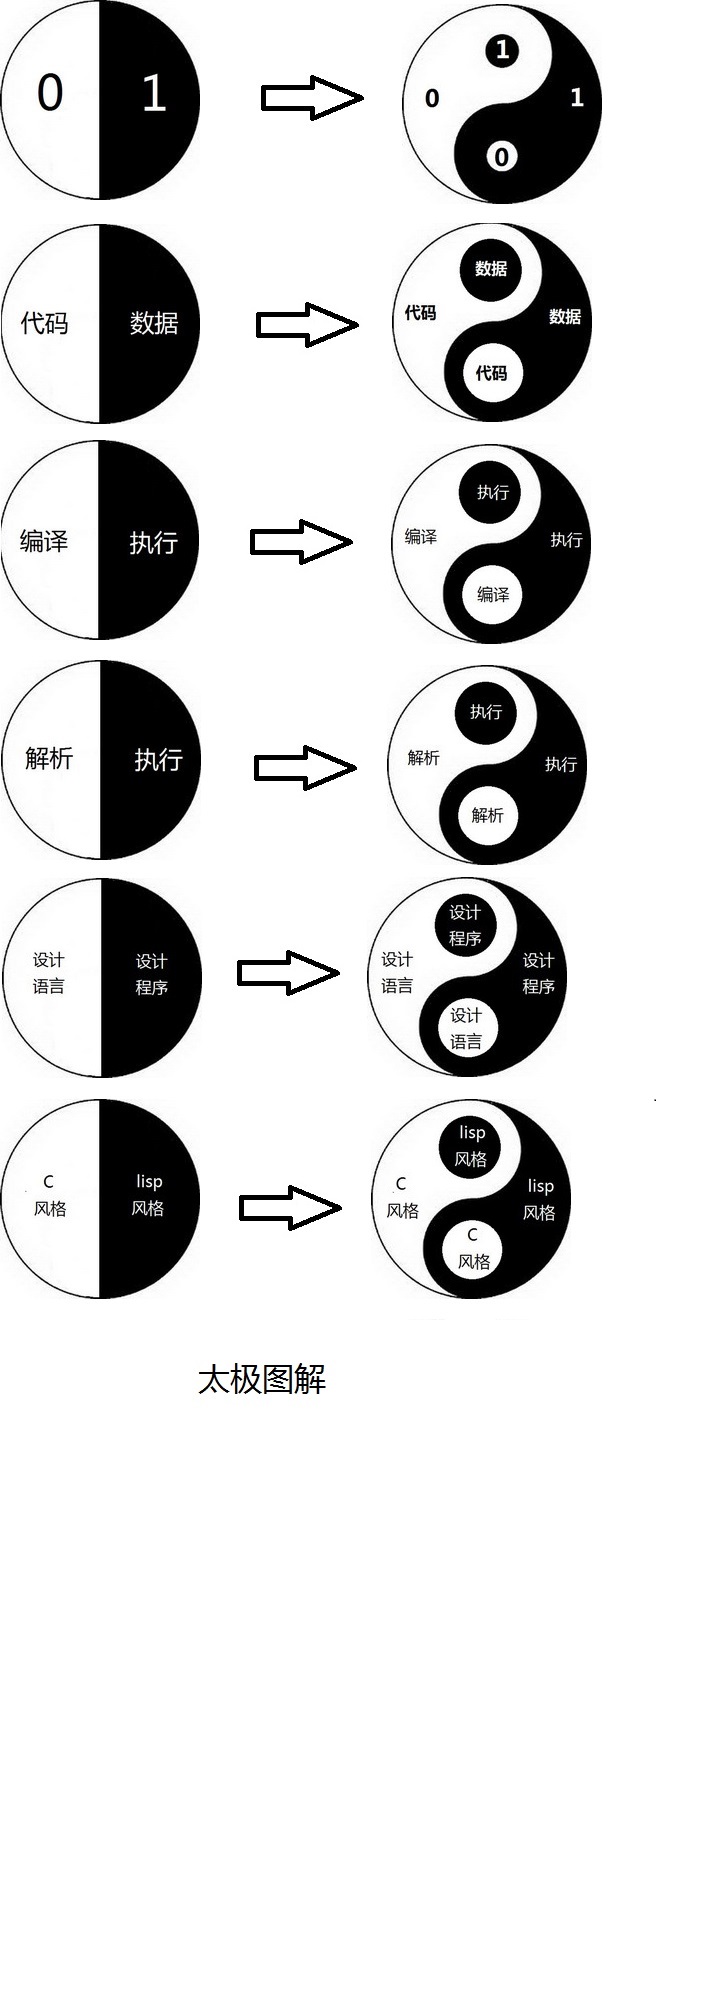 0 1
1
0 1
0
代码 数据
数据
代码 数据
代码
编译 执行
执行
编译 执行
编译
解析 执行
执行
解析 执行
解析
设计
语言
设计
程序
设计
程序
设计
语言
设计
程序
设计
语言
C
风格
lisp
风格
lisp
风格
C
风格
lisp
风格
C
风格
太极图解